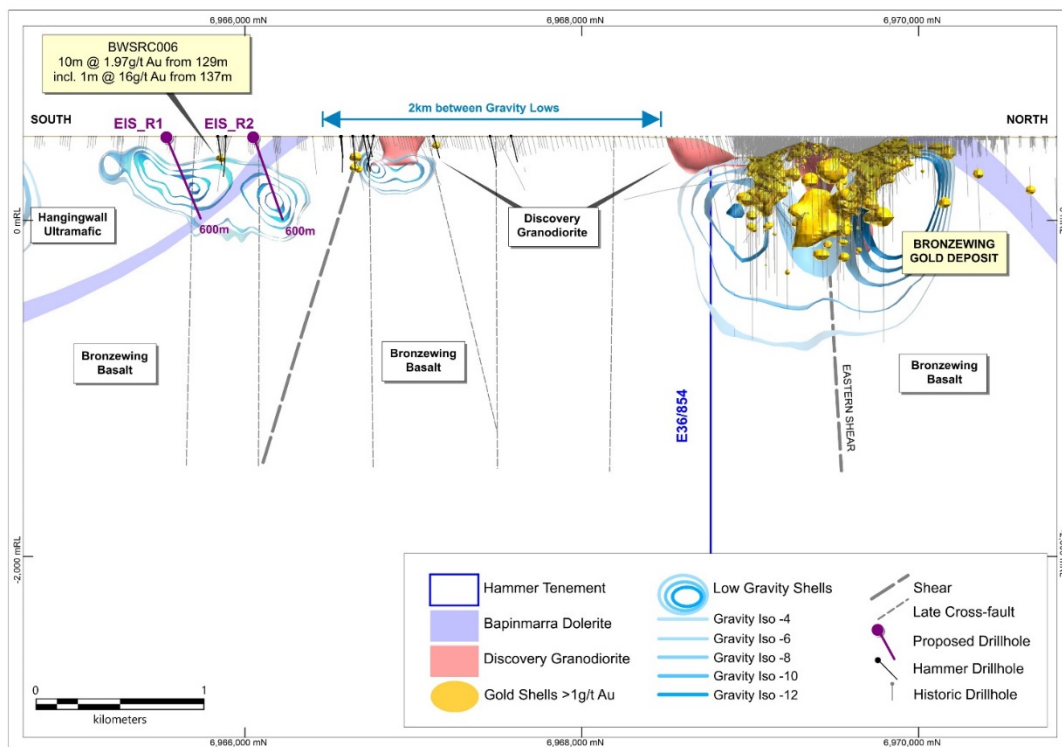 6,966,000 mN
6,968,000 mN
6,970,000 mN
BWSRC006
10m @ 1.97g/t Au from 129m
incl. 1m @ 16g/t Au from 137m
SOUTH
EIS_R1
EIS_R2
2km between Gravity Lows
NORTH
0 mRL
Hangingwall
Ultramafic
600m
600m
Discovery
Granodiorite
BRONZEWING
GOLD DEPOSIT
Bronzewing
Basalt
Bronzewing
Basalt
E36/854
EASTERN SHEAR
Bronzewing
Basalt
-2,000 mRL
Hammer Tenement
Bapinmarra Dolerite
Discovery Granodiorite
Gold Shells >1g/t Au
Low Gravity Shells
Gravity Iso -4
Gravity Iso -6
Gravity Iso -8
Gravity Iso -10
Gravity Iso -12
Shear
Late Cross-fault
Proposed Drillhole
Hammer Drillhole
Historic Drillhole
0
1
kilometers
6,966,000 mN
6,968,000 mN
6,970,000 mN